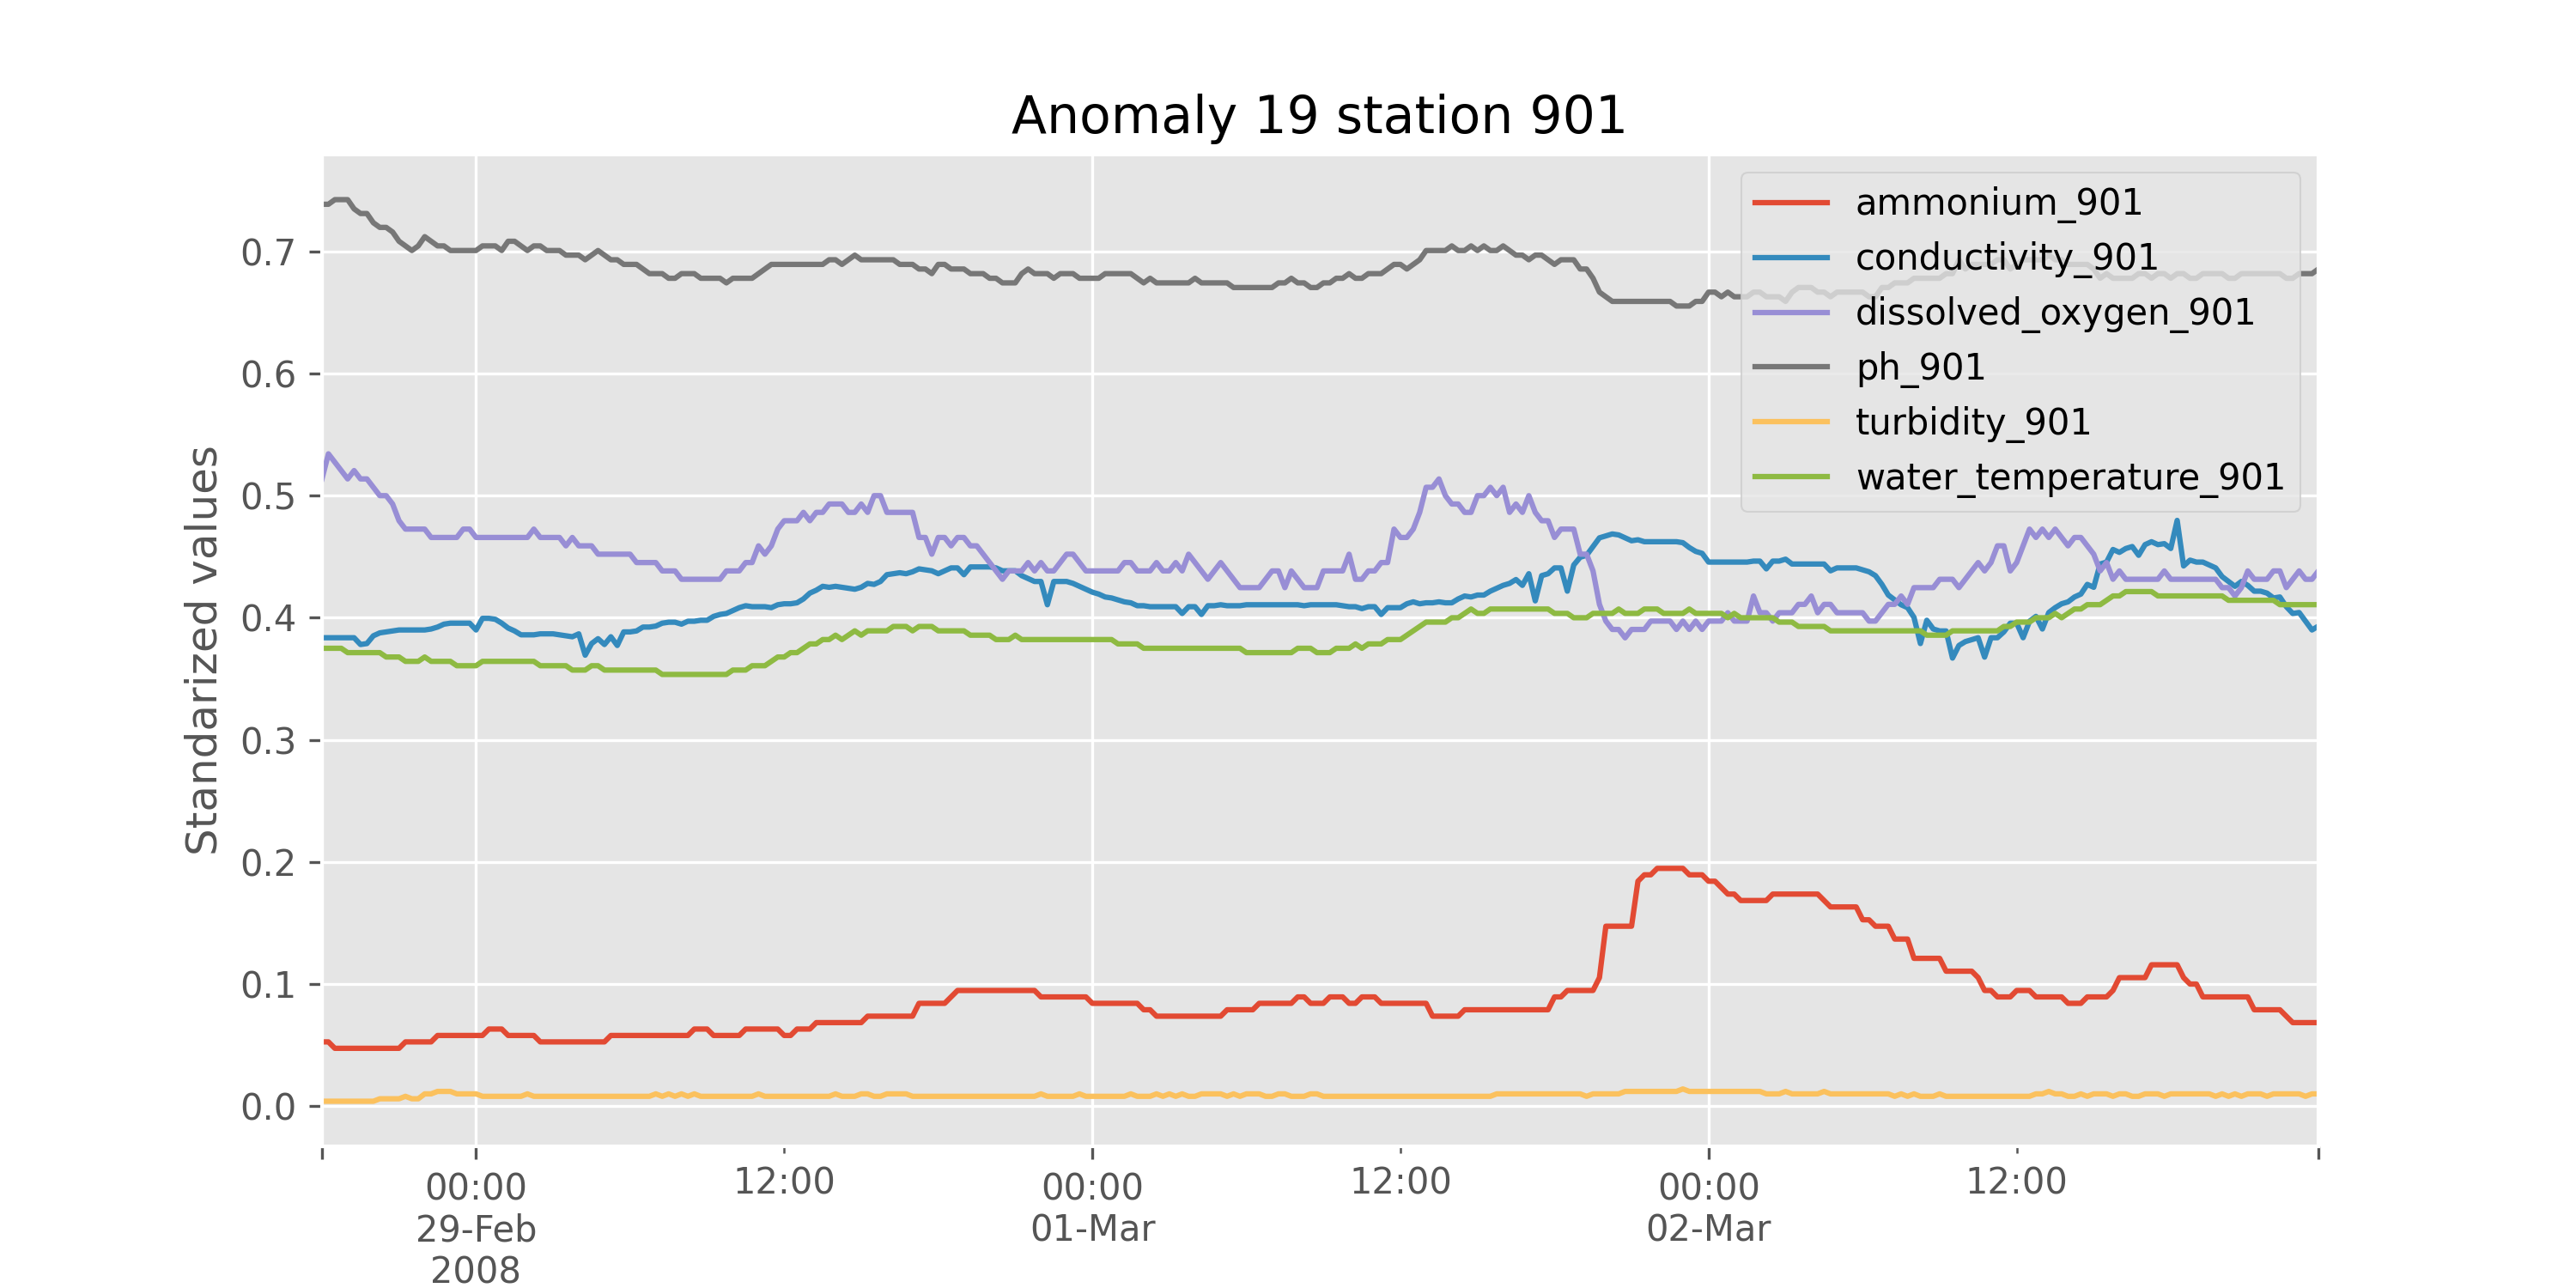 Anomaly 19 station 901
ammonium_901
conductivity_901
dissolved_oxygen_901
ph_901
turbidity_901
water_temperature_901
Standarized values
0.7
0.6
0.5
0.4
0.3
0.2
0.1
0.0
00:00 12:00 00:00 12:00 00:00 12:00
29-Feb 01-Mar 02-Mar
2008